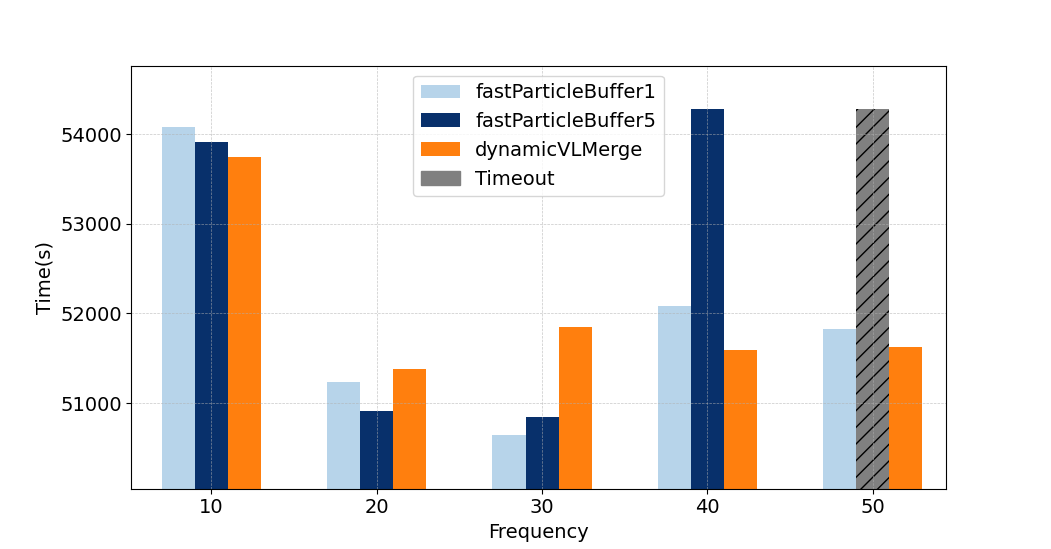 fastParticleBuffer1
fastParticleBuffer5
dynamicVLMerge
Timeout
54000
53000
52000
51000
Time(s)
10 20 30 40 50
Frequency